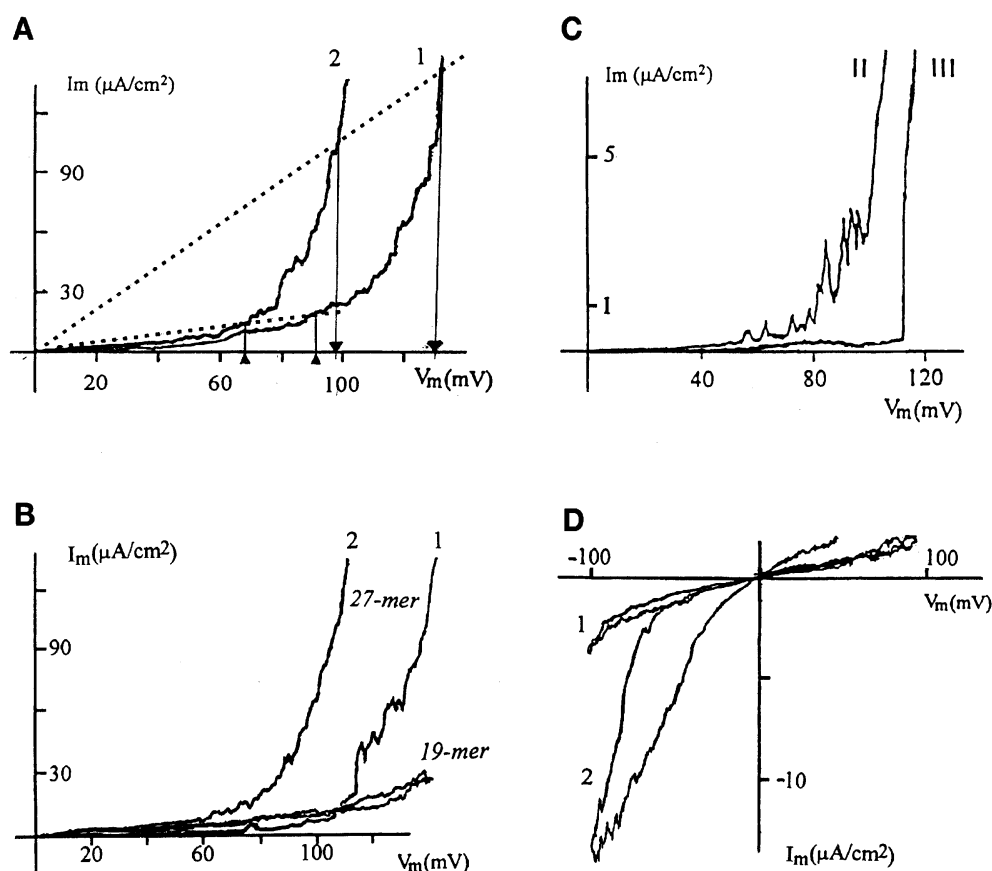 A
Im (μA/cm²)
2
1
90
30
20
60
100
Vm(mV)
C
Im (μA/cm²)
II
III
5
1
40
80
120
Vm(mV)
B
Im(μA/cm²)
2
1
27-mer
90
19-mer
30
20
60
100
Vm(mV)
D
-100
100
Vm(mV)
1
2
-10
Im(μA/cm²)